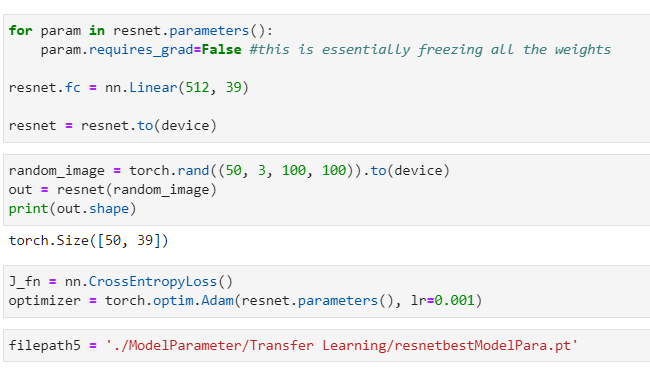 for param in resnet.parameters():
    param.requires_grad=False #this is essentially freezing all the weights
resnet.fc = nn.Linear(512, 39)
resnet = resnet.to(device)
random_image = torch.rand((50, 3, 100, 100)).to(device)
out = resnet(random_image)
print(out.shape)
torch.Size([50, 39])
J_fn = nn.CrossEntropyLoss()
optimizer = torch.optim.Adam(resnet.parameters(), lr=0.001)
filepath5 = './ModelParameter/Transfer Learning/resnetbestModelPara.pt'